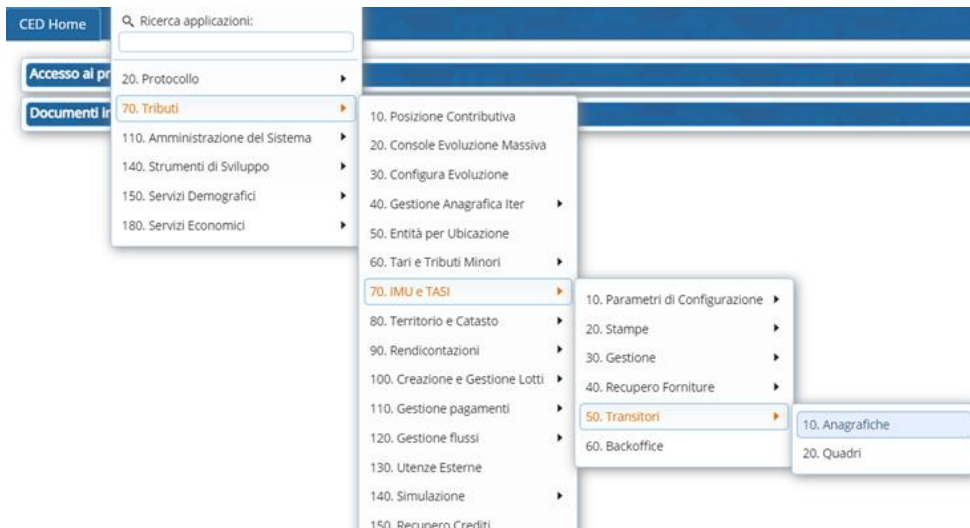 CED Home
Ricerca applicazioni:
Accesso ai pr
Documenti in
20. Protocollo
70. Tributi
110. Amministrazione del Sistema
140. Strumenti di Sviluppo
150. Servizi Demografici
180. Servizi Economici
10. Posizione Contributiva
20. Console Evoluzione Massiva
30. Configura Evoluzione
40. Gestione Anagrafica Iter
50. Entità per Ubicazione
60. Tari e Tributi Minori
70. IMU e TASI
80. Territorio e Catasto
90. Rendicontazioni
100. Creazione e Gestione Lotti
110. Gestione pagamenti
120. Gestione flussi
130. Utenze Esterne
140. Simulazione
150. Recupero Crediti
10. Parametri di Configurazione
20. Stampe
30. Gestione
40. Recupero Forniture
50. Transitori
60. Backoffice
10. Anagrafiche
20. Quadri